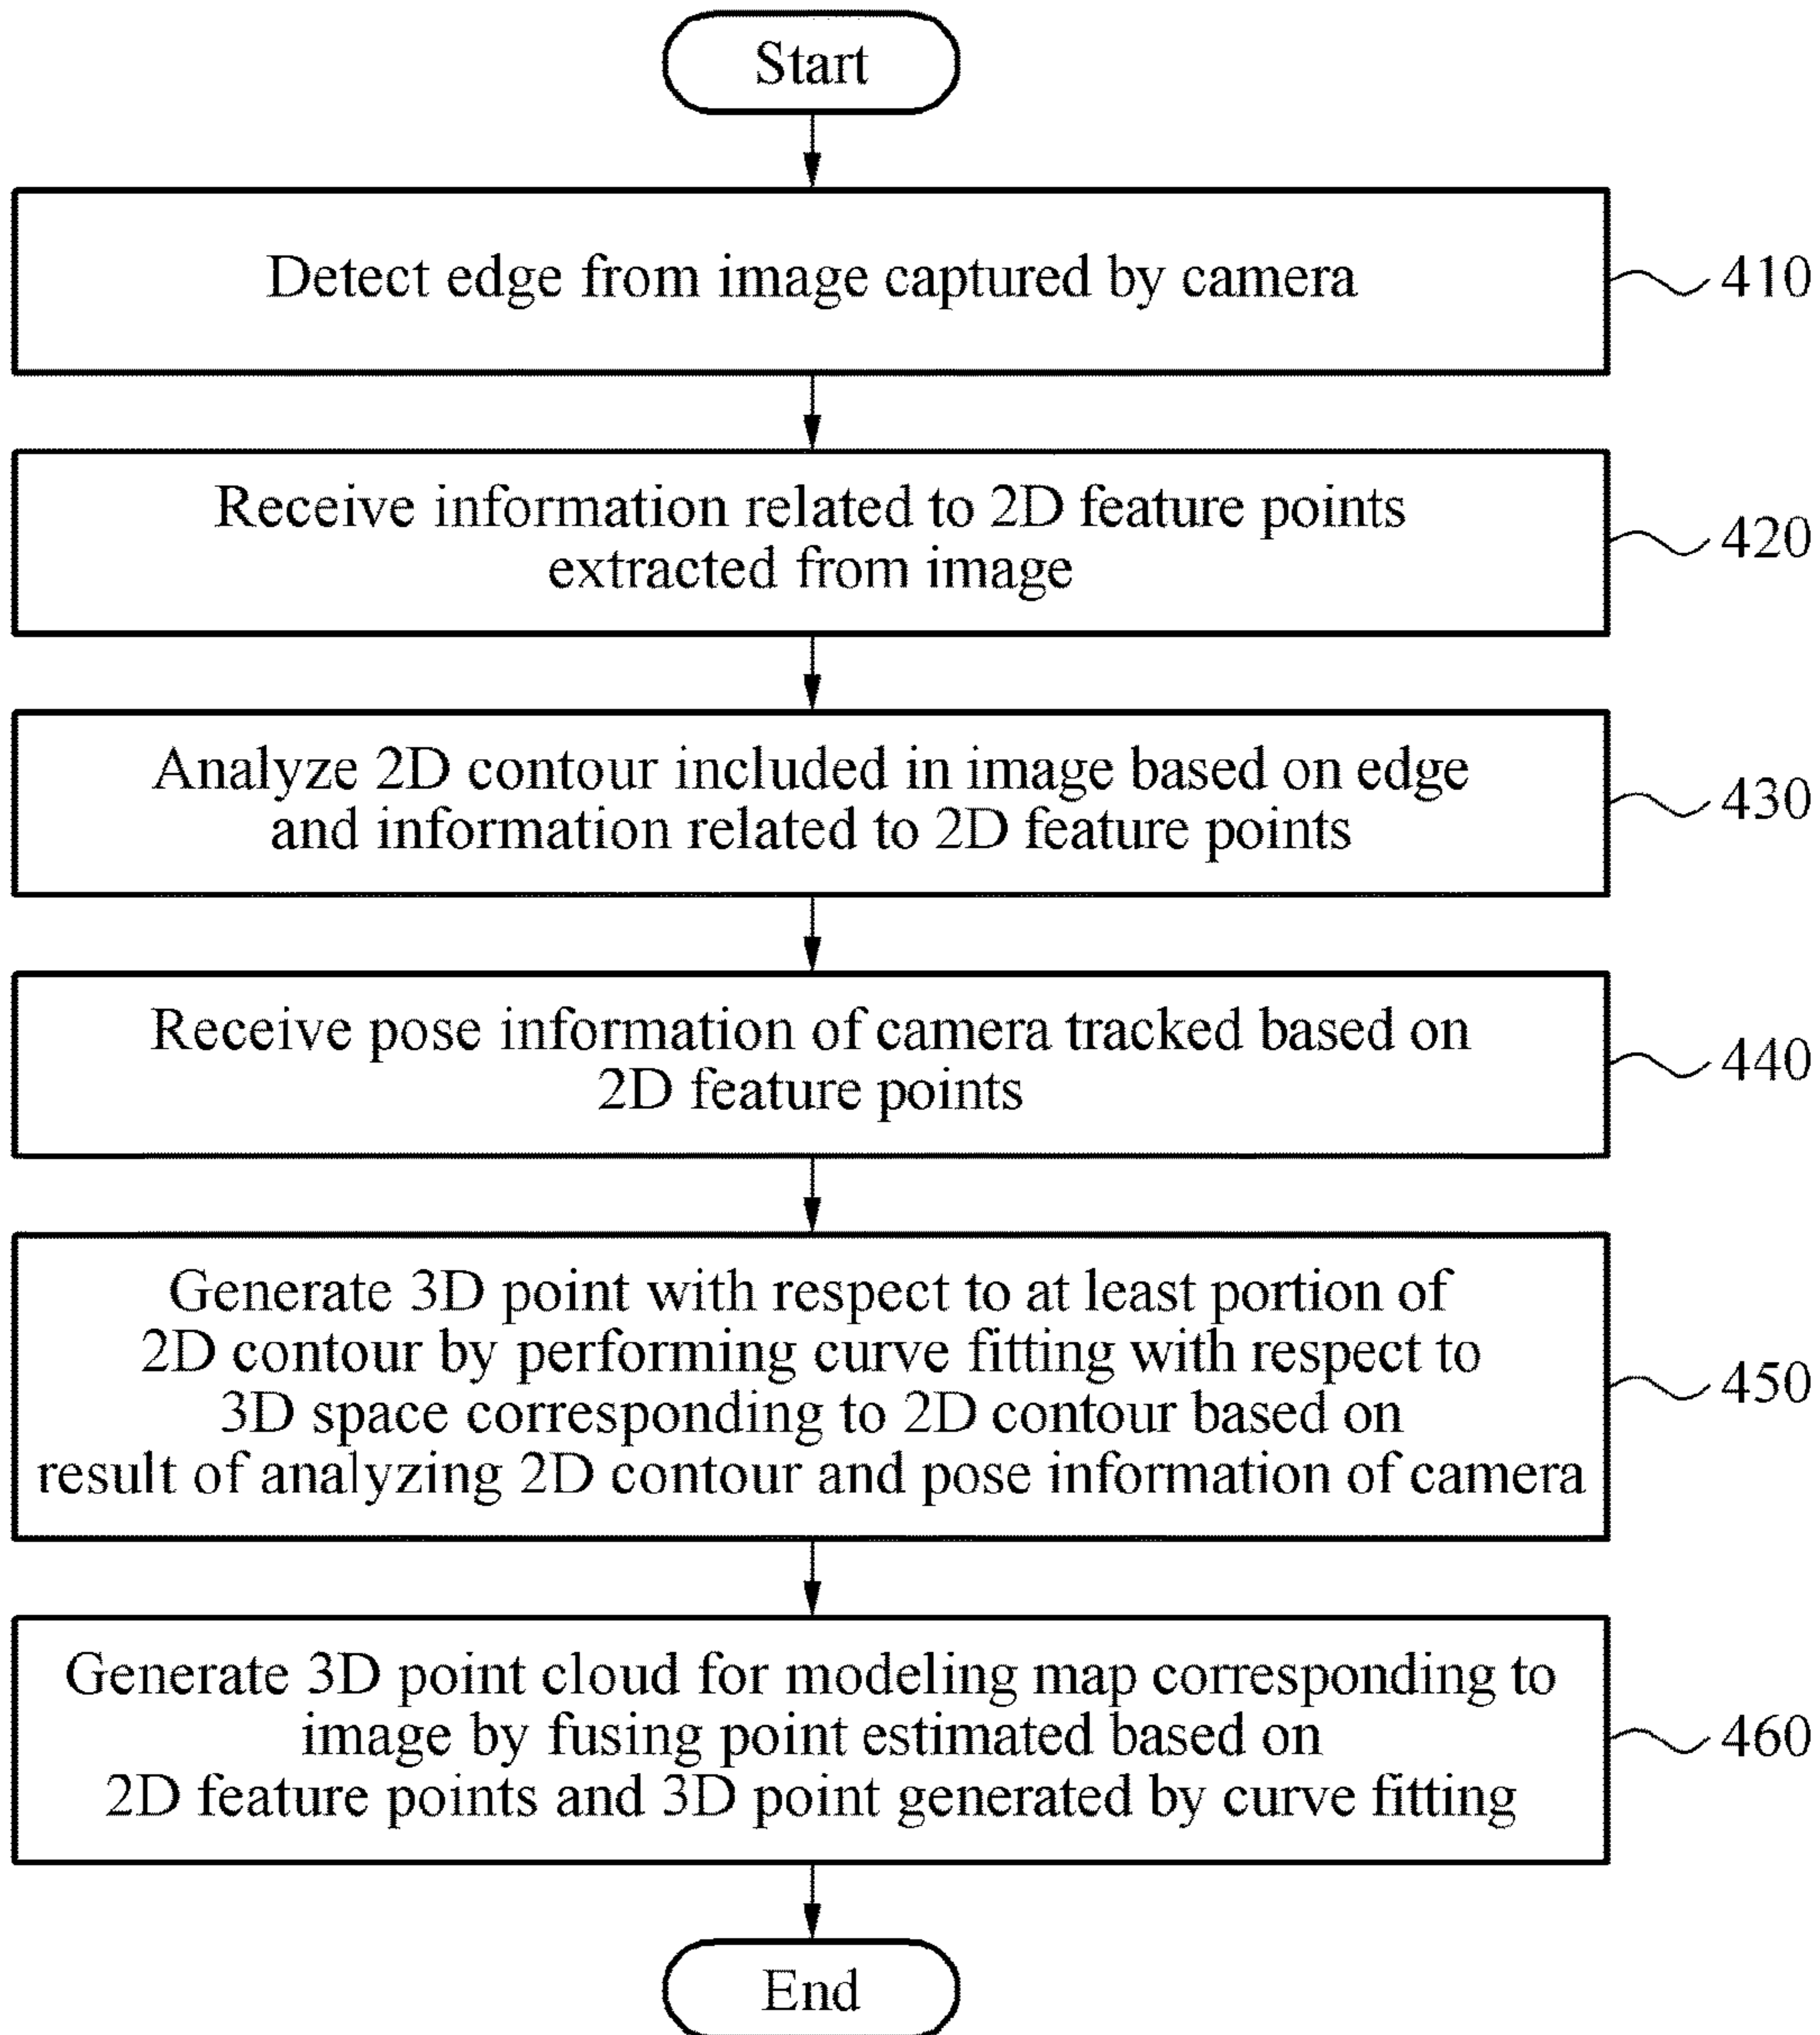 Start
Detect edge from image captured by camera
410
Receive information related to 2D feature points
extracted from image
420
Analyze 2D contour included in image based on edge
and information related to 2D feature points
430
Receive pose information of camera tracked based on
2D feature points
440
Generate 3D point with respect to at least portion of
2D contour by performing curve fitting with respect to
3D space corresponding to 2D contour based on
result of analyzing 2D contour and pose information of camera
450
Generate 3D point cloud for modeling map corresponding to
image by fusing point estimated based on
2D feature points and 3D point generated by curve fitting
460
End